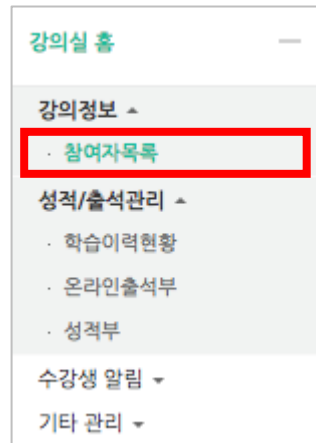 강의실 홈
강의정보
· 참여자목록
성적/출석관리
· 학습이력현황
· 온라인출석부
· 성적부
수강생 알림
기타 관리